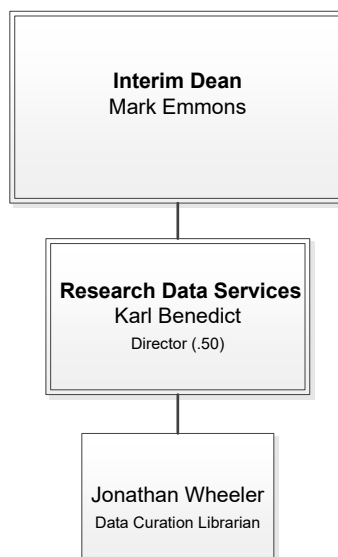 Interim Dean
Mark Emmons
Research Data Services
Karl Benedict
Director (.50)
Jonathan Wheeler
Data Curation Librarian